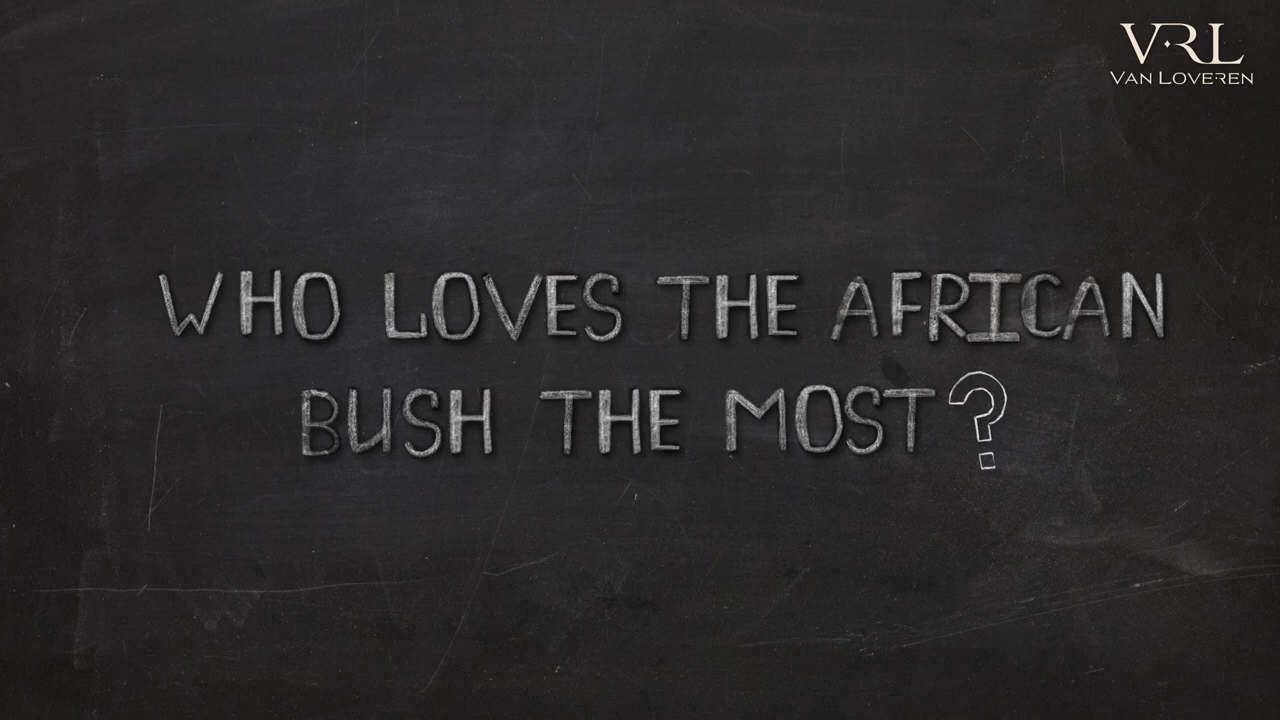 VRL
VAN LOVEREN
WHO LOVES THE AFRICAN
BUSH THE MOST?